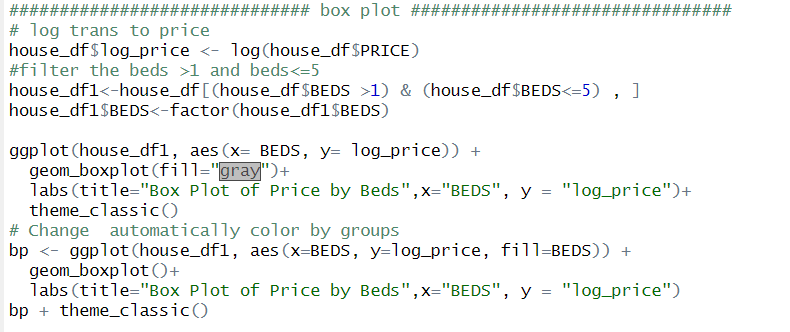 ############################## box plot ################################
# log trans to price
house_df$log_price <- log(house_df$PRICE)
#filter the beds >1 and beds<=5
house_df1<-house_df[(house_df$BEDS >1) & (house_df$BEDS<=5) , ]
house_df1$BEDS<-factor(house_df1$BEDS)
ggplot(house_df1, aes(x= BEDS, y= log_price)) +
  geom_boxplot(fill="gray")+
  labs(title="Box Plot of Price by Beds",x="BEDS", y = "log_price")+
  theme_classic()
# Change  automatically color by groups
bp <- ggplot(house_df1, aes(x=BEDS, y=log_price, fill=BEDS)) +
  geom_boxplot()+
  labs(title="Box Plot of Price by Beds",x="BEDS", y = "log_price")
bp + theme_classic()